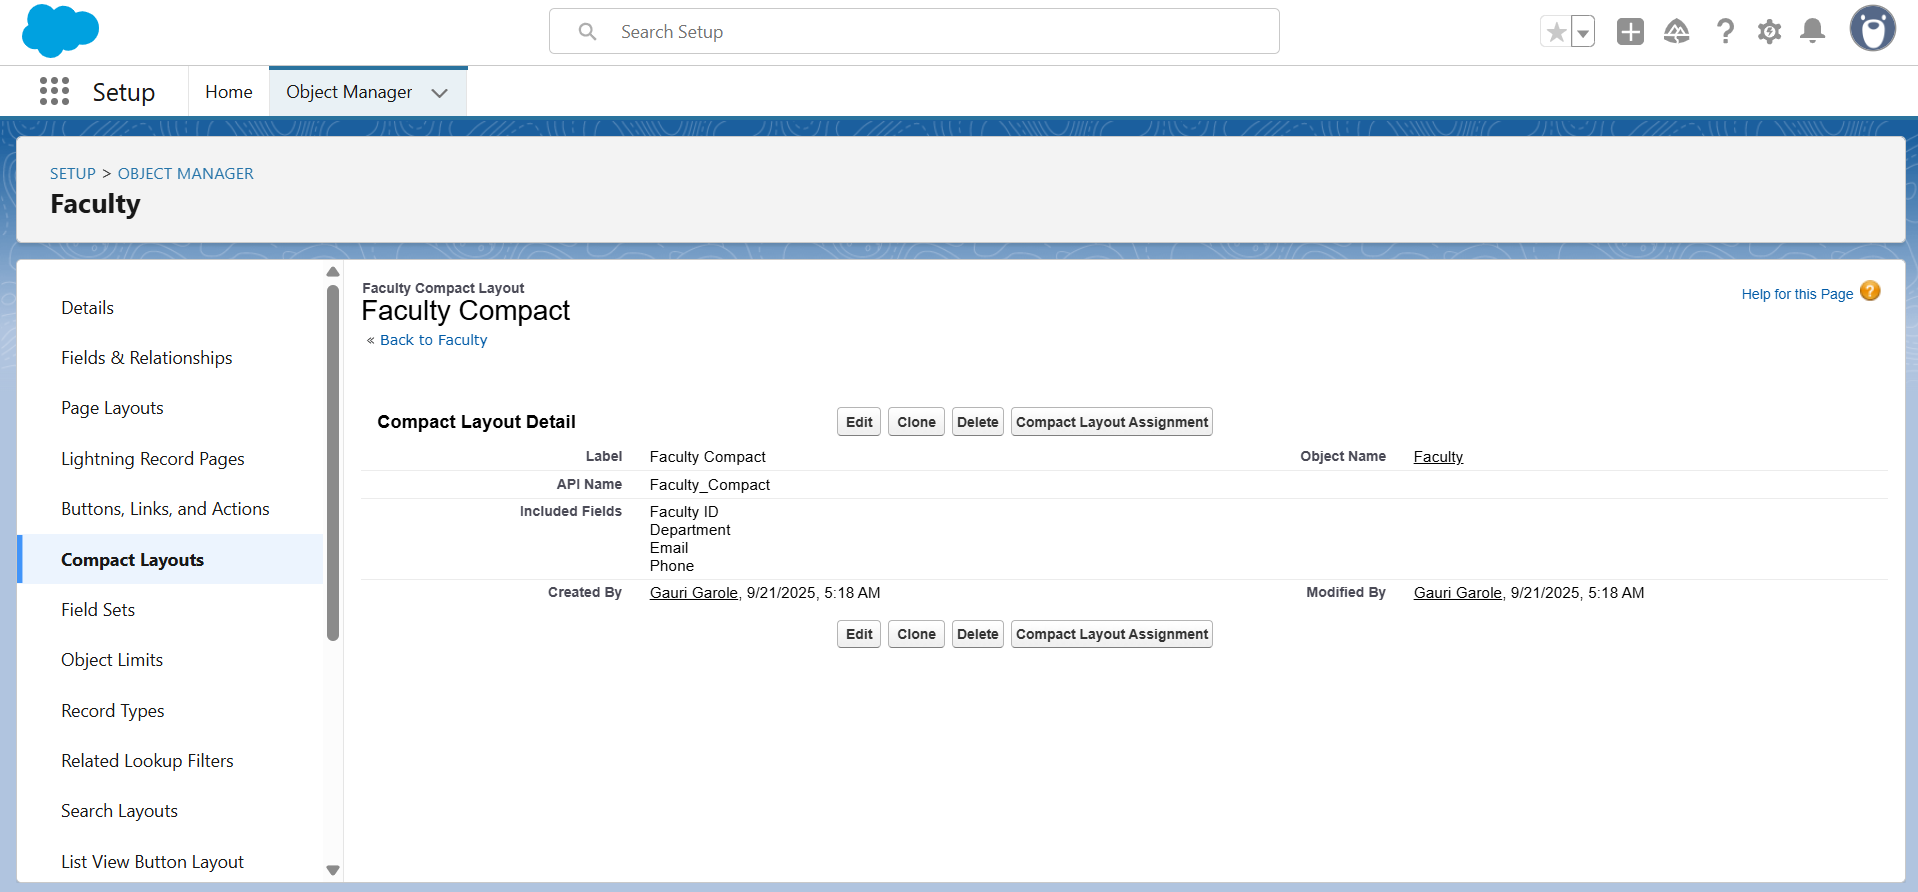 Search Setup
Setup
Home
Object Manager
SETUP > OBJECT MANAGER
Faculty
Details
Fields & Relationships
Page Layouts
Lightning Record Pages
Buttons, Links, and Actions
Compact Layouts
Field Sets
Object Limits
Record Types
Related Lookup Filters
Search Layouts
List View Button Layout
Faculty Compact Layout
Faculty Compact
« Back to Faculty
Help for this Page ?
Compact Layout Detail
Edit Clone Delete Compact Layout Assignment
Label Faculty Compact Object Name Faculty
API Name Faculty_Compact
Included Fields Faculty ID
Department
Email
Phone
Created By Gauri Garole, 9/21/2025, 5:18 AM Modified By Gauri Garole, 9/21/2025, 5:18 AM
Edit Clone Delete Compact Layout Assignment